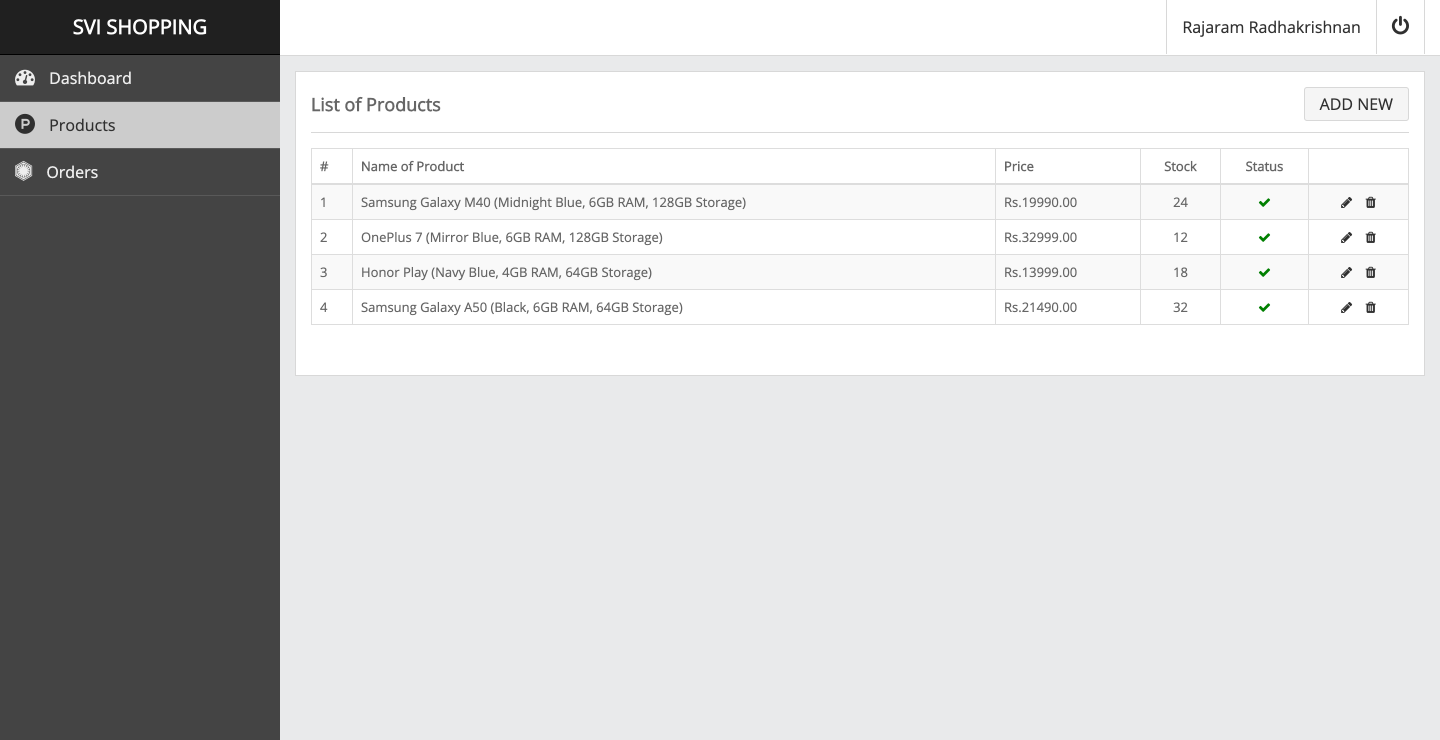 SVI SHOPPING
Rajaram Radhakrishnan
Dashboard
Products
Orders
List of Products
ADD NEW
# Name of Product Price Stock Status
1 Samsung Galaxy M40 (Midnight Blue, 6GB RAM, 128GB Storage) Rs.19990.00 24
2 OnePlus 7 (Mirror Blue, 6GB RAM, 128GB Storage) Rs.32999.00 12
3 Honor Play (Navy Blue, 4GB RAM, 64GB Storage) Rs.13999.00 18
4 Samsung Galaxy A50 (Black, 6GB RAM, 64GB Storage) Rs.21490.00 32